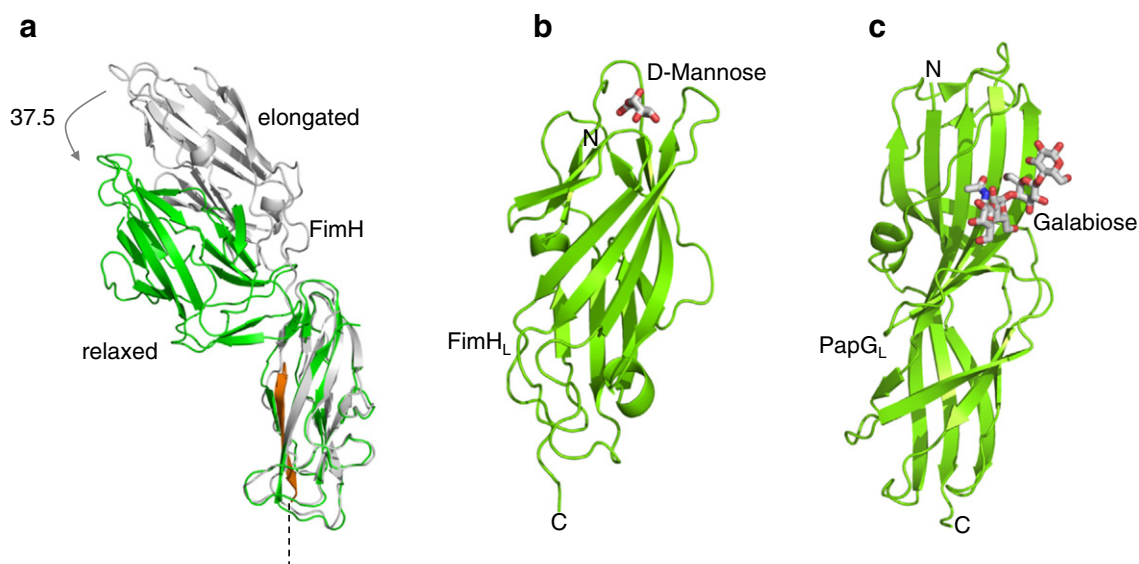 a
37.5
elongated
FimH
relaxed
b
D-Mannose
N
FimHL
C
c
N
Galabiose
PapGL
C